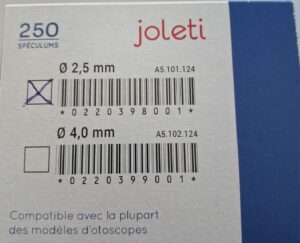 250
SPÉCULUMS
joleti
Ø 2,5 mm
A5.101.124
*0220398001*
Ø 4,0 mm
A5.102.124
*0220399001*
Compatible avec la plupart
des modèles d'otoscopes